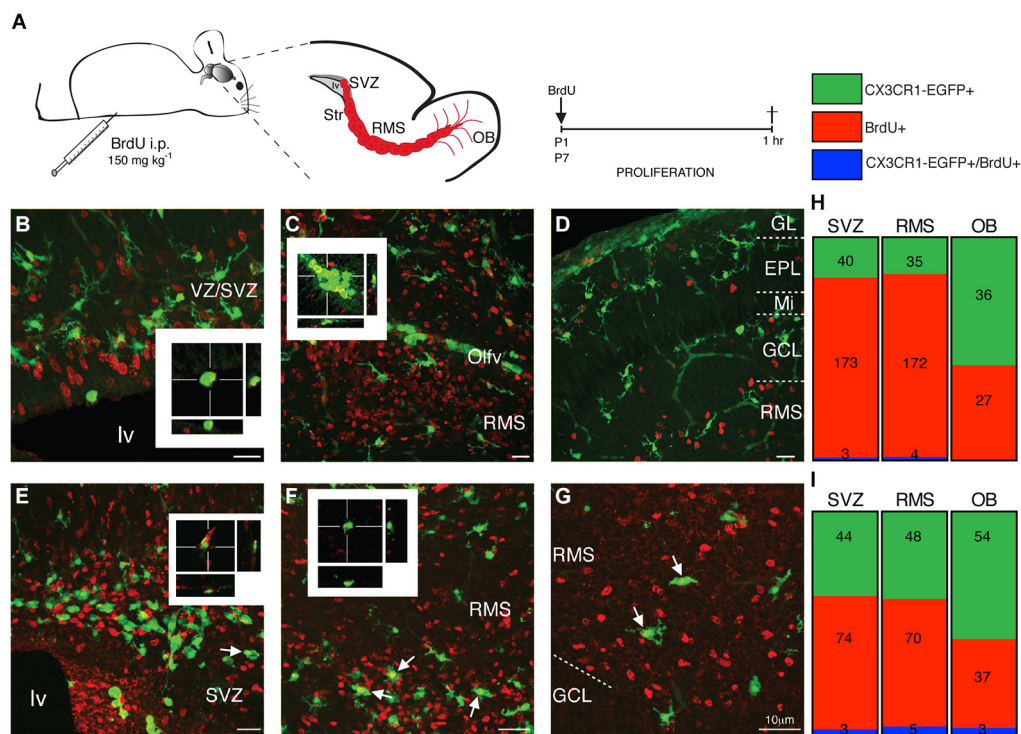 A
SVZ
lv
Str
RMS
OB
BrdU i.p.
150 mg kg-1
BrdU
P1
P7
1 hr
PROLIFERATION
CX3CR1-EGFP+
BrdU+
CX3CR1-EGFP+/BrdU+
B
VZ/SVZ
lv
C
Olfv
RMS
D
GL
EPL
Mi
GCL
RMS
H
SVZ RMS OB
40 35 36
173 172 27
3 4
E
lv
SVZ
F
RMS
G
RMS
GCL
10µm
I
SVZ RMS OB
44 48 54
74 70 37
3 5 3